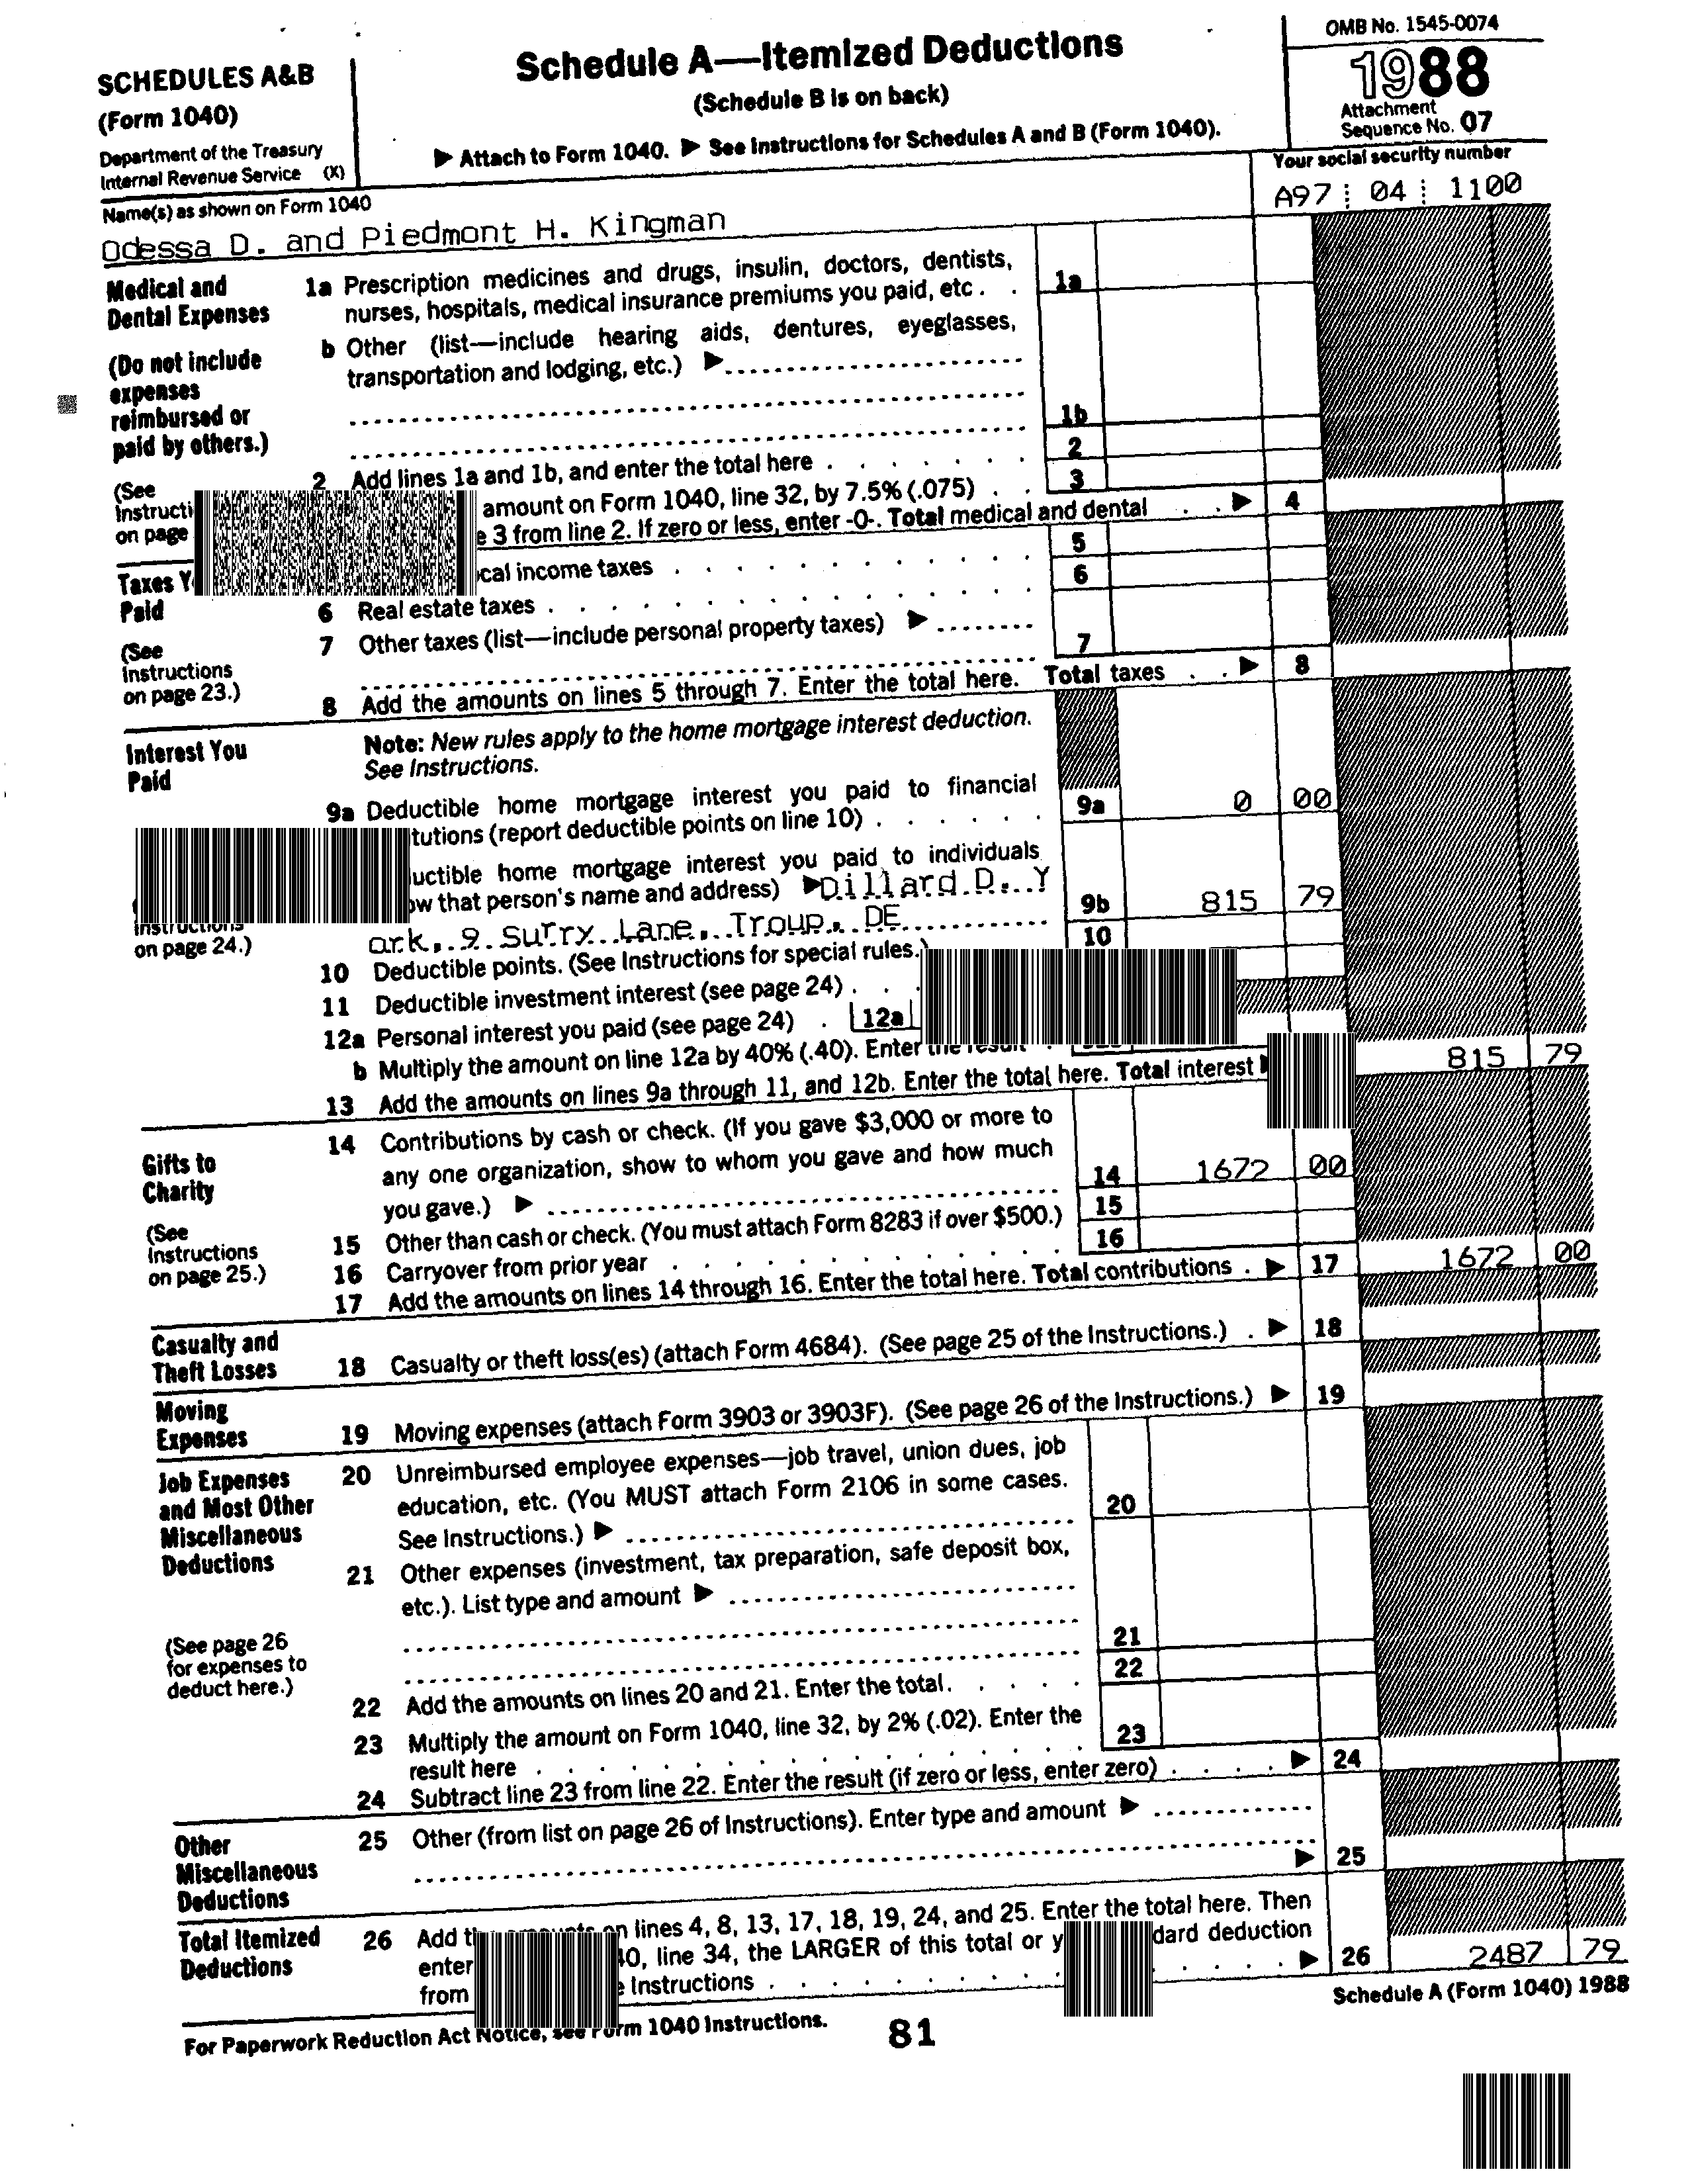 SCHEDULES A&B
(Form 1040)
Department of the Treasury
Internal Revenue Service (X)
Schedule A—Itemized Deductions
(Schedule B is on back)
▶ Attach to Form 1040. ▶ See Instructions for Schedules A and B (Form 1040).
OMB No. 1545-0074
1988
Attachment
Sequence No. 07
Name(s) as shown on Form 1040
Odessa D. and Piedmont H. Kingman
Your social security number
A97 04 1100
Medical and
Dental Expenses
(Do not include
expenses
reimbursed or
paid by others.)
(See
on page
1a Prescription medicines and drugs, insulin, doctors, dentists,
nurses, hospitals, medical insurance premiums you paid, etc . . 1a
b Other (list—include hearing aids, dentures, eyeglasses,
transportation and lodging, etc.) ▶
1b
2 Add lines 1a and 1b, and enter the total here . . . . . . . 2
amount on Form 1040, line 32, by 7.5% (.075) . . 3
3 from line 2. If zero or less, enter -0-. Total medical and dental . . ▶ 4
Taxes
Paid
(See
Instructions
on page 23.)
income taxes . . . . . . . . . . . 5
6 Real estate taxes . . . . . . . . . . . . . . 6
7 Other taxes (list—include personal property taxes) ▶
7
8 Add the amounts on lines 5 through 7. Enter the total here. Total taxes . . ▶ 8
Interest You
Paid
Instructions
on page 24.)
Note: New rules apply to the home mortgage interest deduction.
See Instructions.
9a Deductible home mortgage interest you paid to financial
(report deductible points on line 10) . . . . . . 9a 0 00
home mortgage interest you paid to individuals
that person's name and address) ▶ Dillard D. Y
ark, 9 Surry Lane, Troup, DE 9b 815 79
10 Deductible points. (See Instructions for special rules.) 10
11 Deductible investment interest (see page 24) . .
12a Personal interest you paid (see page 24) . 12a
b Multiply the amount on line 12a by 40% (.40). Enter the result
13 Add the amounts on lines 9a through 11, and 12b. Enter the total here. Total interest 815 79
Gifts to
Charity
(See
Instructions
on page 25.)
14 Contributions by cash or check. (If you gave $3,000 or more to
any one organization, show to whom you gave and how much
you gave.) ▶ 14 1672 00
15 Other than cash or check. (You must attach Form 8283 if over $500.) 15
16 Carryover from prior year . . . . . . . . . . 16
17 Add the amounts on lines 14 through 16. Enter the total here. Total contributions . ▶ 17 1672 00
Casualty and
Theft Losses
18 Casualty or theft loss(es) (attach Form 4684). (See page 25 of the Instructions.) . ▶ 18
Moving
Expenses
19 Moving expenses (attach Form 3903 or 3903F). (See page 26 of the Instructions.) ▶ 19
Job Expenses
and Most Other
Miscellaneous
Deductions
(See page 26
for expenses to
deduct here.)
20 Unreimbursed employee expenses—job travel, union dues, job
education, etc. (You MUST attach Form 2106 in some cases.
See Instructions.) ▶ 20
21 Other expenses (investment, tax preparation, safe deposit box,
etc.). List type and amount ▶
21
22 Add the amounts on lines 20 and 21. Enter the total. . . . . 22
23 Multiply the amount on Form 1040, line 32, by 2% (.02). Enter the
result here . . . . . . . . . . . . . . . 23
24 Subtract line 23 from line 22. Enter the result (if zero or less, enter zero) . . . . ▶ 24
Other
Miscellaneous
Deductions
25 Other (from list on page 26 of Instructions). Enter type and amount ▶
▶ 25
Total Itemized
Deductions
26 Add on lines 4, 8, 13, 17, 18, 19, 24, and 25. Enter the total here. Then
enter line 34, the LARGER of this total or deduction
from Instructions . . . . . . . . . . . . ▶ 26 2487 79
For Paperwork Reduction Act Notice, see Form 1040 Instructions.
81
Schedule A (Form 1040) 1988